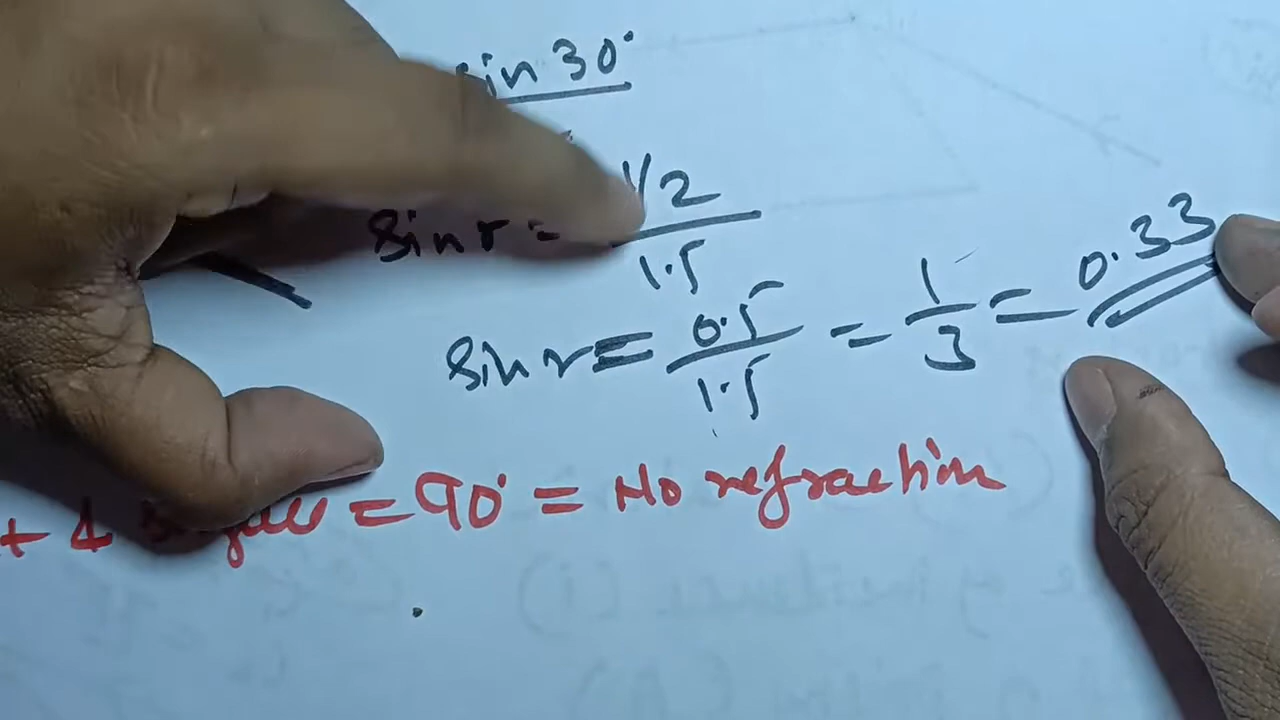 sin 30°
sin r = 1/2
1.5
sin r = 0.5 / 1.5 = 1/3 = 0.33
= 90° = No refraction